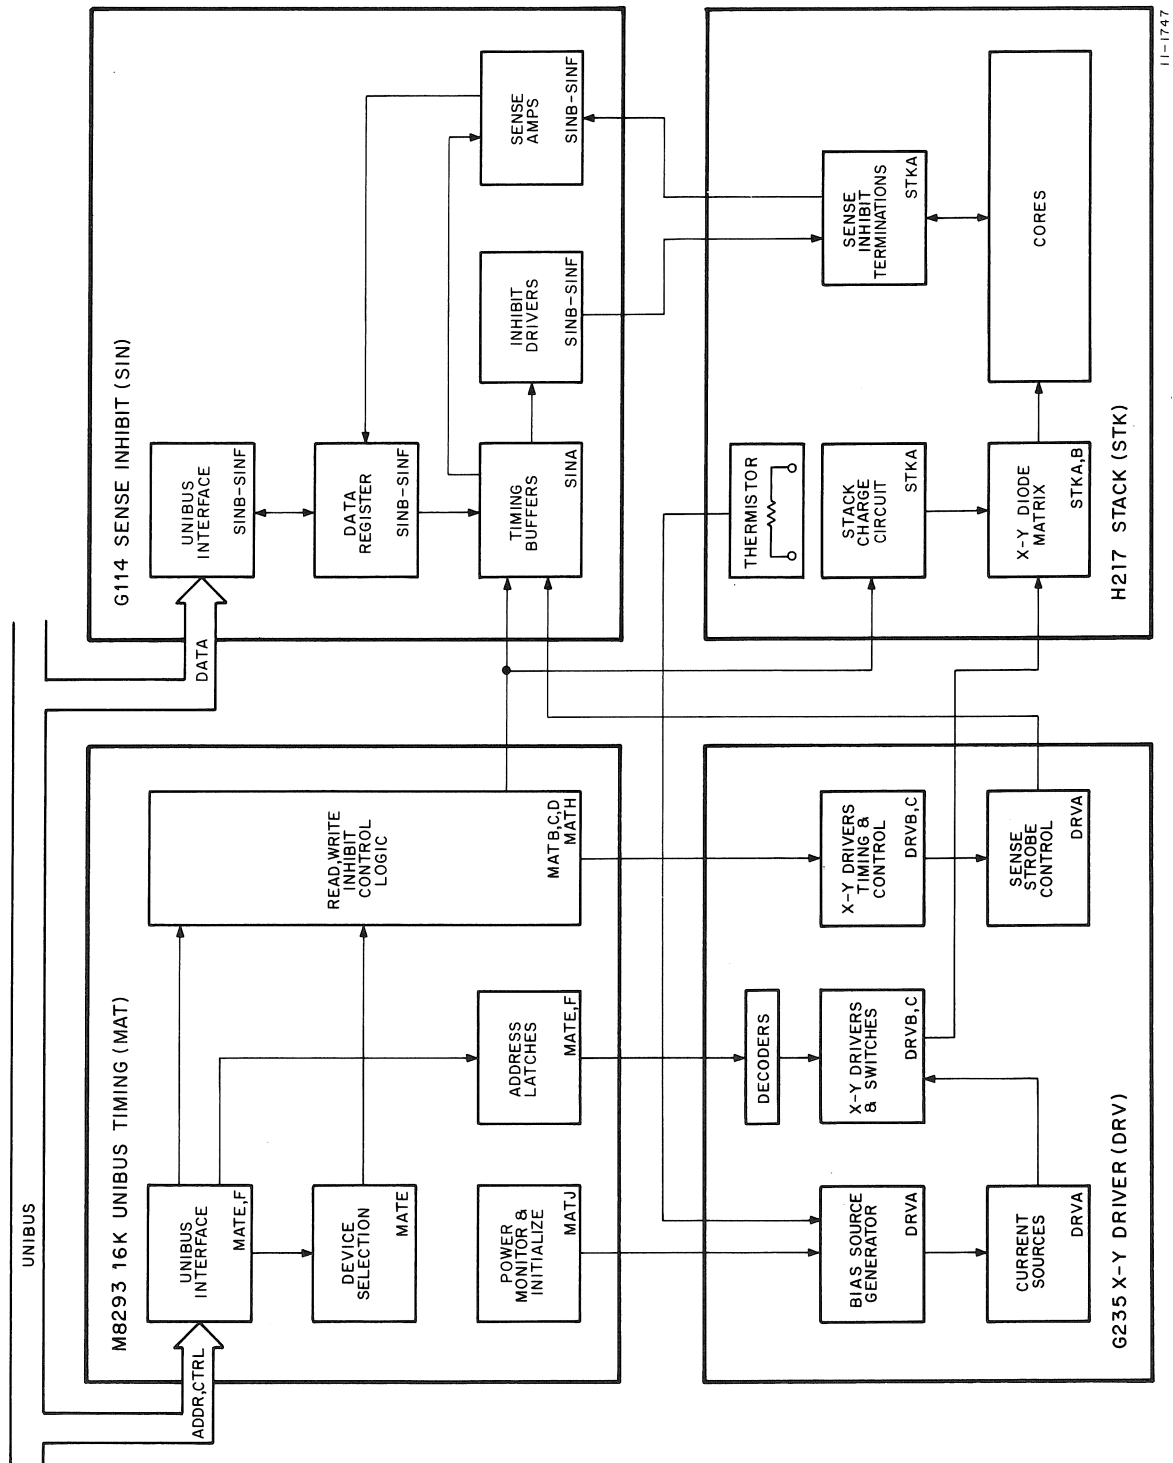 UNIBUS
ADDR,CTRL
DATA
M8293 16K UNIBUS TIMING (MAT)
UNIBUS
INTERFACE
MATE,F
DEVICE
SELECTION
MATE
POWER
MONITOR &
INITIALIZE
MATJ
ADDRESS
LATCHES
MATE,F
READ,WRITE
INHIBIT
CONTROL
LOGIC
MAT B,C,D
MATH
G114 SENSE INHIBIT (SIN)
UNIBUS
INTERFACE
SINB-SINF
DATA
REGISTER
SINB-SINF
TIMING
BUFFERS
SINA
INHIBIT
DRIVERS
SINB-SINF
SENSE
AMPS
SINB-SINF
G235 X-Y DRIVER (DRV)
BIAS SOURCE
GENERATOR
DRVA
CURRENT
SOURCES
DRVA
DECODERS
X-Y DRIVERS
& SWITCHES
DRVB,C
X-Y DRIVERS
TIMING &
CONTROL
DRVB,C
SENSE
STROBE
CONTROL
DRVA
H217 STACK (STK)
THERMISTOR
STACK
CHARGE
CIRCUIT
STKA
X-Y DIODE
MATRIX
STKA,B
SENSE
INHIBIT
TERMINATIONS
STKA
CORES
11-1747